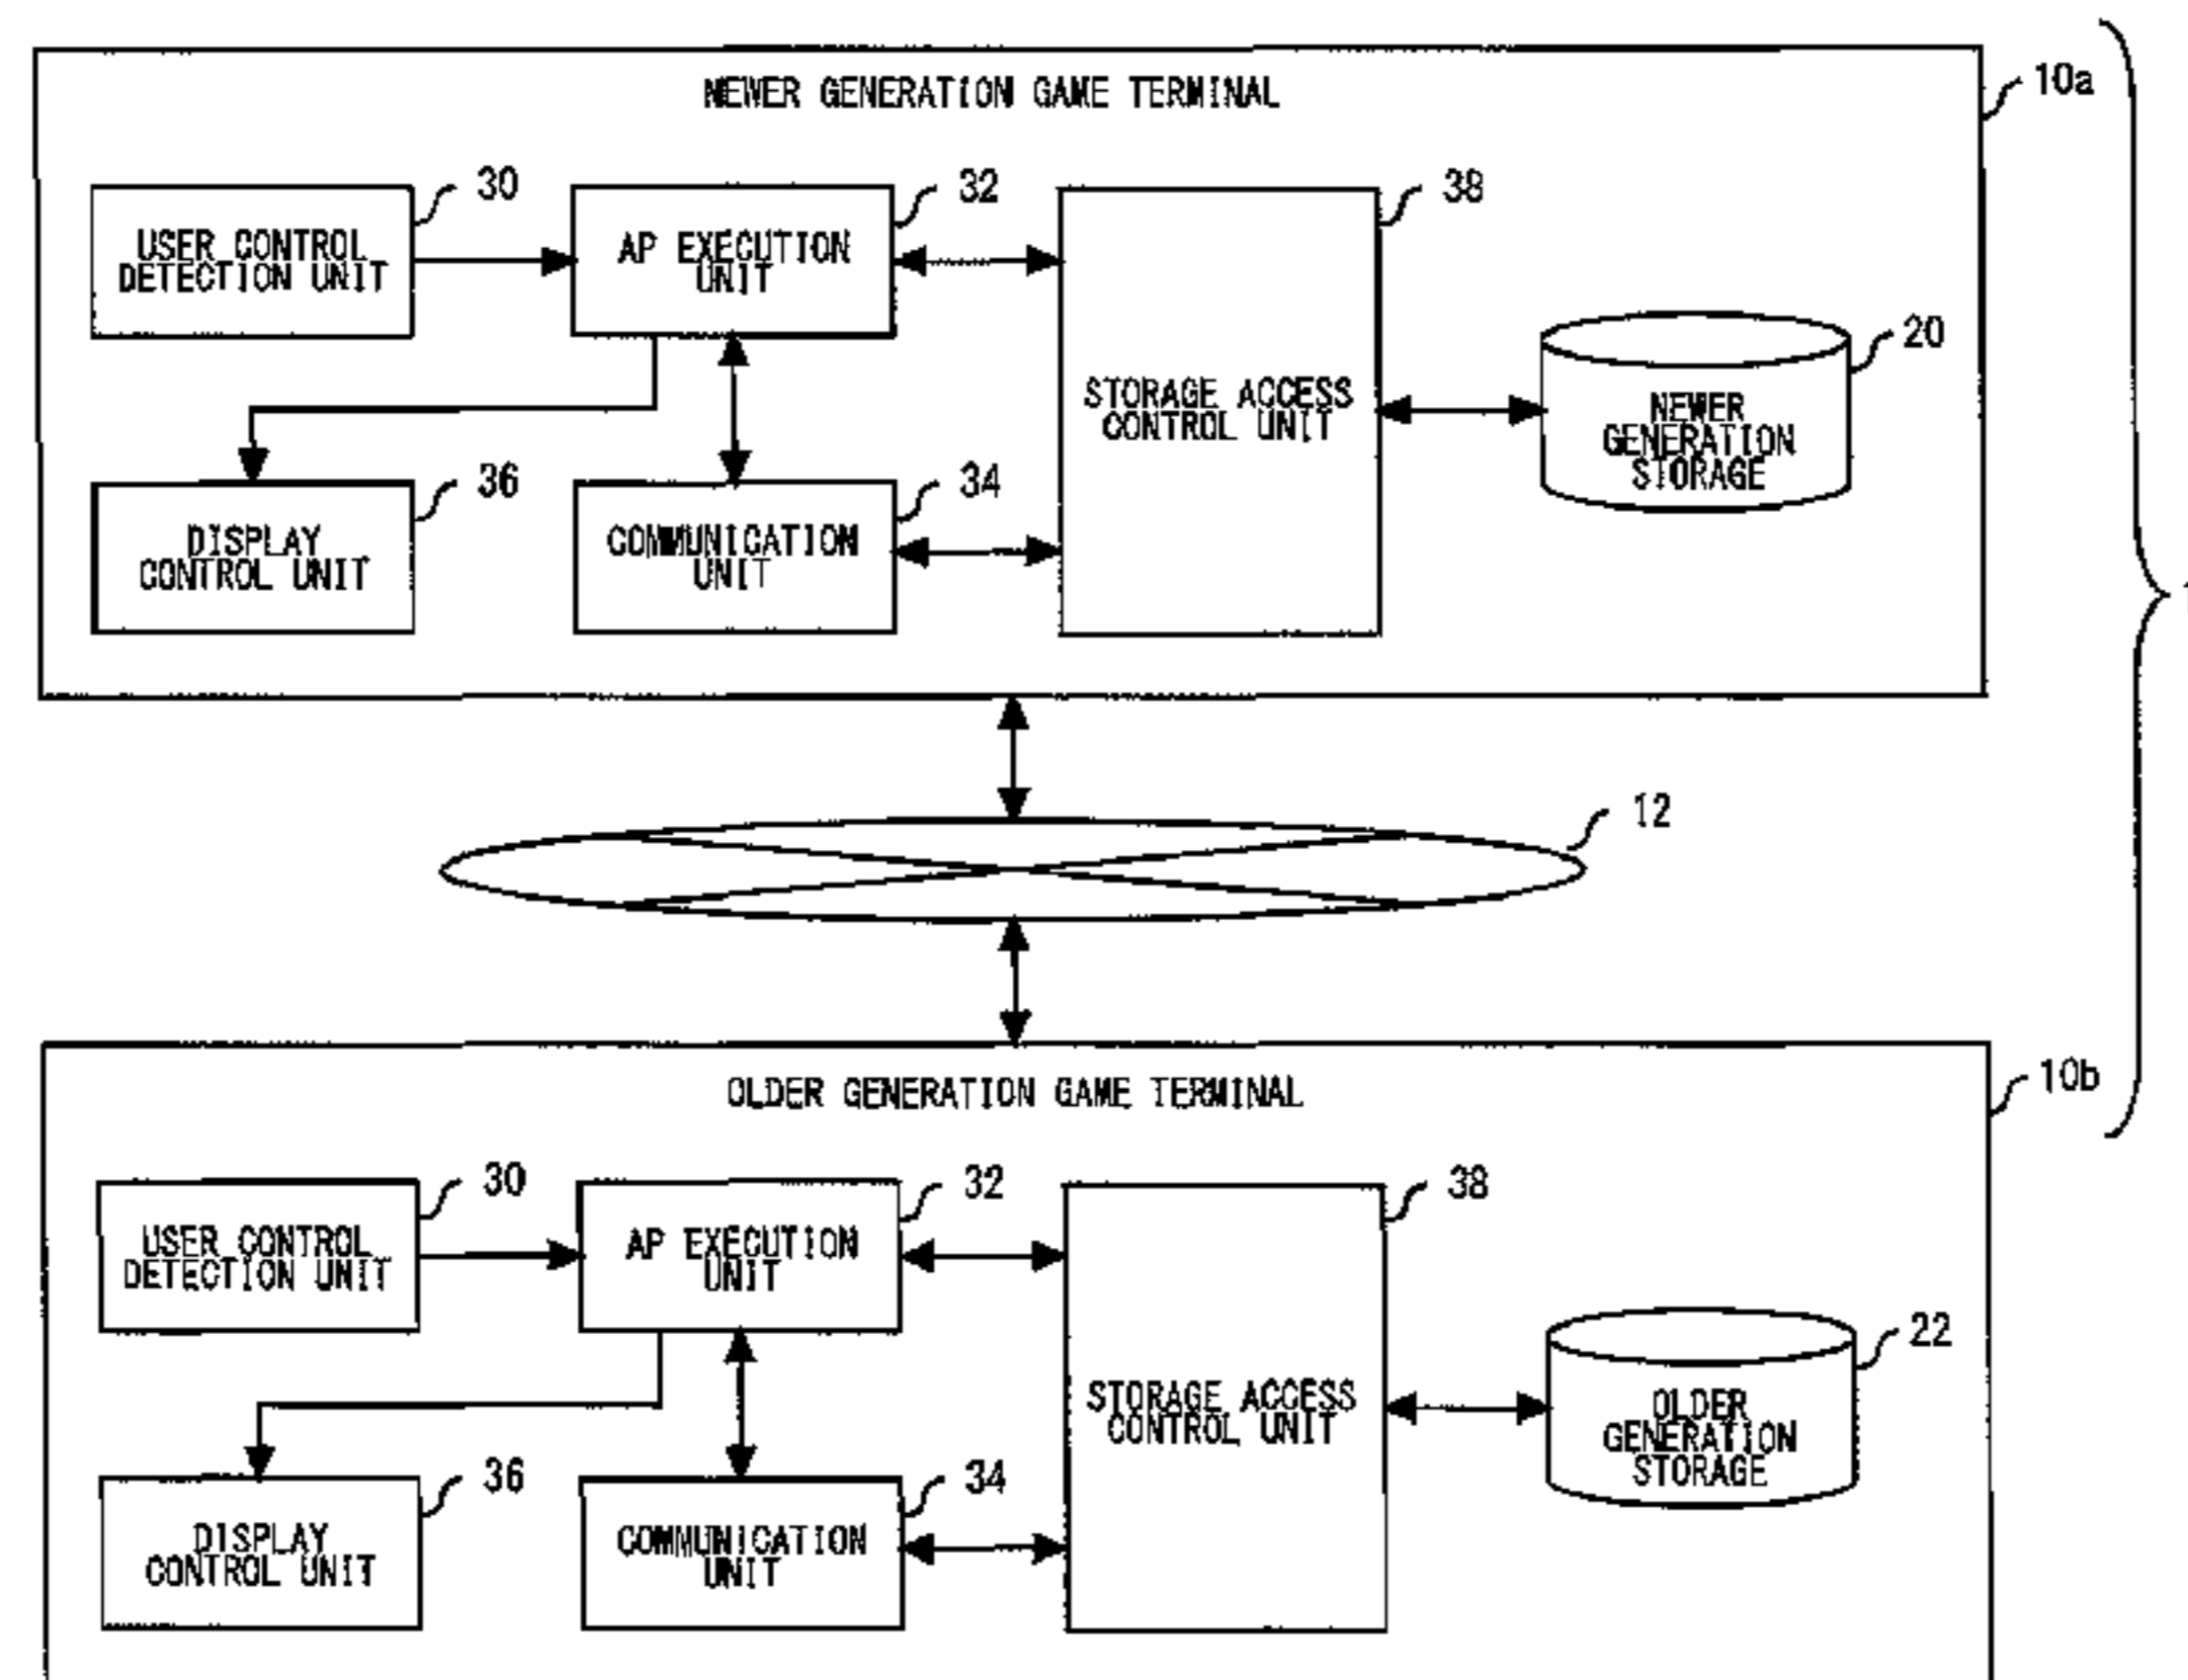 NEWER GENERATION GAME TERMINAL
10a
30
32
38
USER CONTROL
DETECTION UNIT
AP EXECUTION
UNIT
20
STORAGE ACCESS
CONTROL UNIT
NEWER
GENERATION
STORAGE
36
34
DISPLAY
CONTROL UNIT
COMMUNICATION
UNIT
12
OLDER GENERATION GAME TERMINAL
10b
30
32
38
USER CONTROL
DETECTION UNIT
AP EXECUTION
UNIT
22
STORAGE ACCESS
CONTROL UNIT
OLDER
GENERATION
STORAGE
36
34
DISPLAY
CONTROL UNIT
COMMUNICATION
UNIT